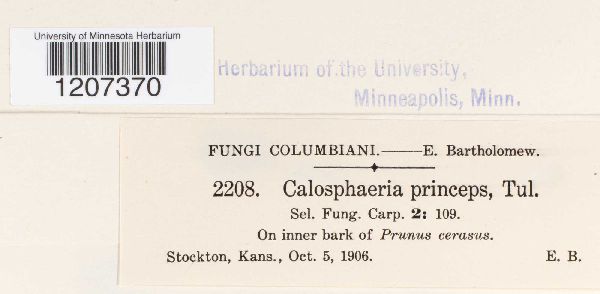 University of Minnesota Herbarium
1207370
Herbarium of the University,
Minneapolis, Minn.
FUNGI COLUMBIANI.——E. Bartholomew.
2208. Calosphaeria princeps, Tul.
Sel. Fung. Carp. 2: 109.
On inner bark of Prunus cerasus.
Stockton, Kans., Oct. 5, 1906. E. B.